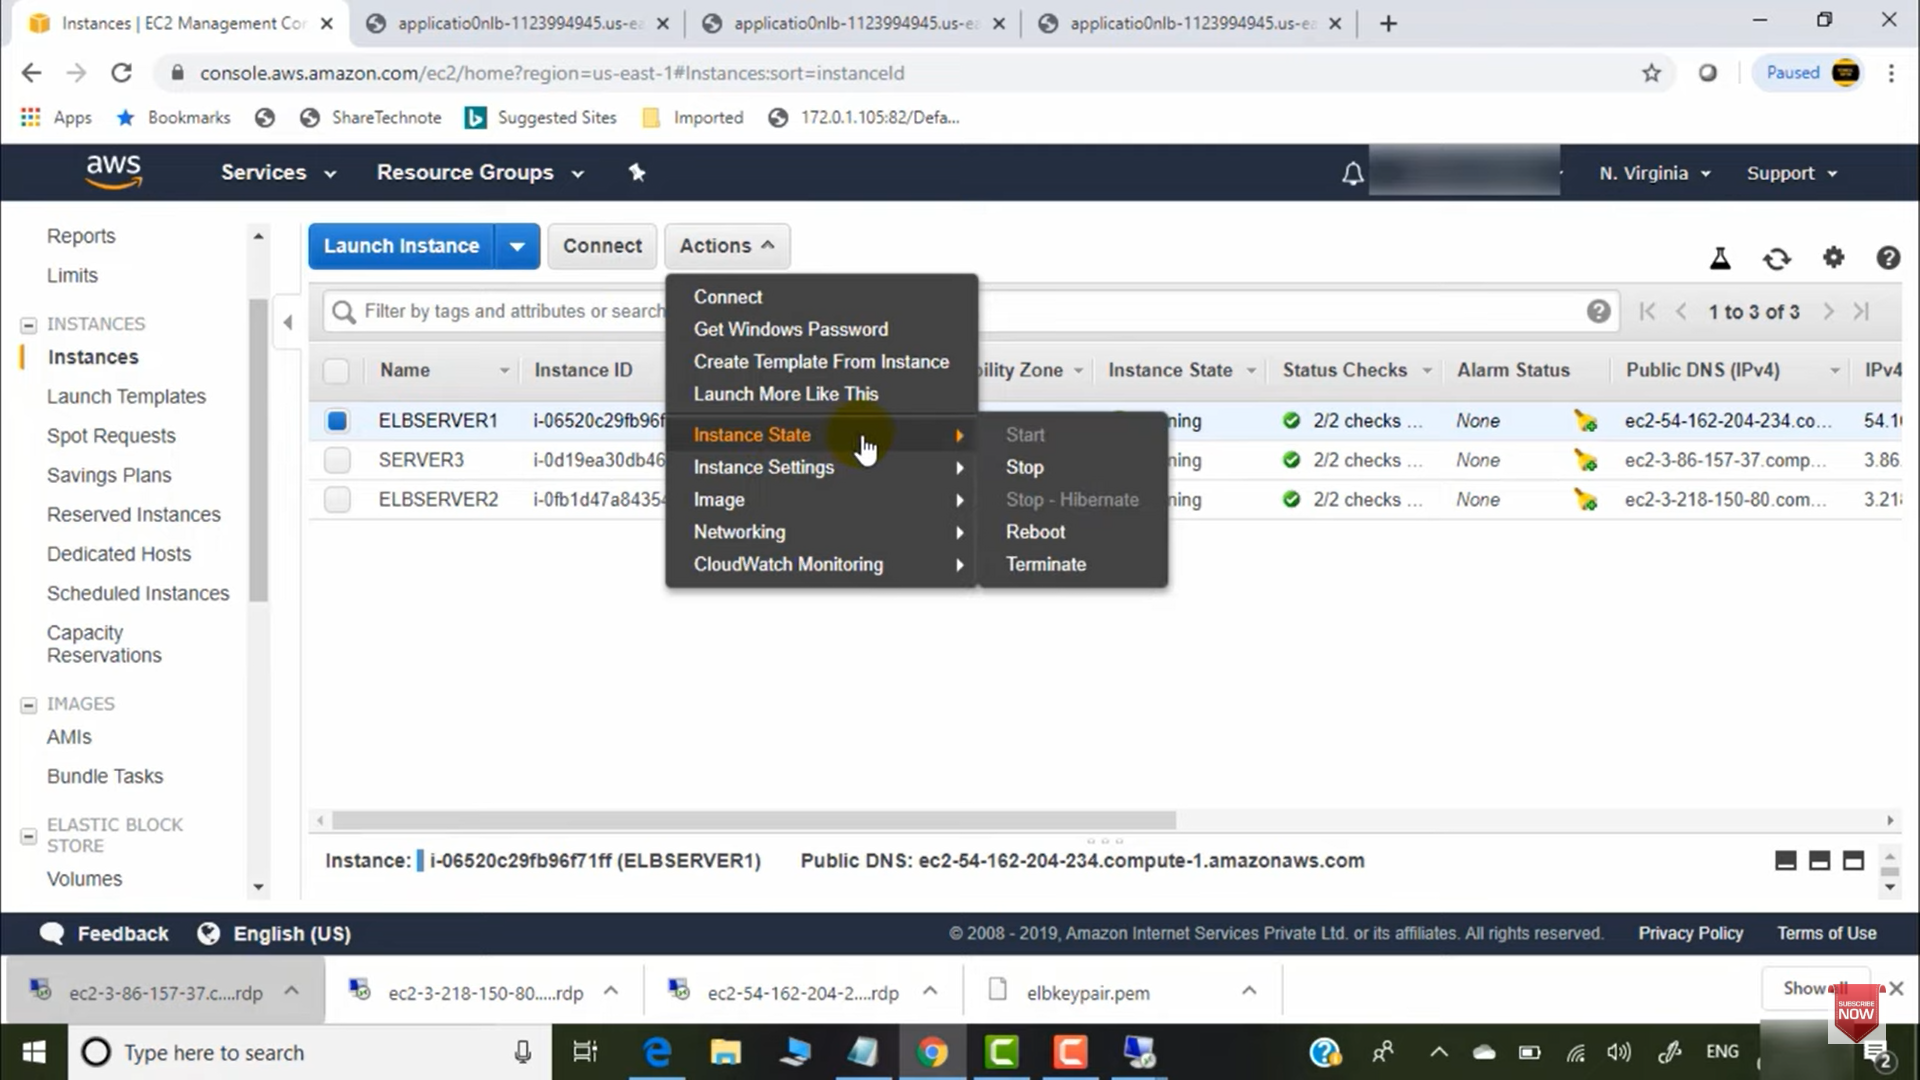 Instances | EC2 Management Con
applicatio0nlb-1123994945.us-ea
applicatio0nlb-1123994945.us-ea
applicatio0nlb-1123994945.us-ea
console.aws.amazon.com/ec2/home?region=us-east-1#Instances:sort=instanceId
Paused
Apps
Bookmarks
ShareTechnote
Suggested Sites
Imported
172.0.1.105:82/Defa...
aws
Services
Resource Groups
N. Virginia
Support
Reports
Limits
INSTANCES
Instances
Launch Templates
Spot Requests
Savings Plans
Reserved Instances
Dedicated Hosts
Scheduled Instances
Capacity
Reservations
IMAGES
AMIs
Bundle Tasks
ELASTIC BLOCK
STORE
Volumes
Launch Instance
Connect
Actions
Filter by tags and attributes or search
1 to 3 of 3
Name Instance ID bility Zone Instance State Status Checks Alarm Status Public DNS (IPv4) IPv4
ELBSERVER1 i-06520c29fb96f ning 2/2 checks ... None ec2-54-162-204-234.co... 54.1
SERVER3 i-0d19ea30db46 ning 2/2 checks ... None ec2-3-86-157-37.comp... 3.86.
ELBSERVER2 i-0fb1d47a84354 ning 2/2 checks ... None ec2-3-218-150-80.com... 3.218
Connect
Get Windows Password
Create Template From Instance
Launch More Like This
Instance State
Instance Settings
Image
Networking
CloudWatch Monitoring
Start
Stop
Stop - Hibernate
Reboot
Terminate
Instance: i-06520c29fb96f71ff (ELBSERVER1) Public DNS: ec2-54-162-204-234.compute-1.amazonaws.com
Feedback
English (US)
© 2008 - 2019, Amazon Internet Services Private Ltd. or its affiliates. All rights reserved.
Privacy Policy
Terms of Use
ec2-3-86-157-37.c....rdp
ec2-3-218-150-80.....rdp
ec2-54-162-204-2....rdp
elbkeypair.pem
Show all
SUBSCRIBE
NOW
Type here to search
ENG
2